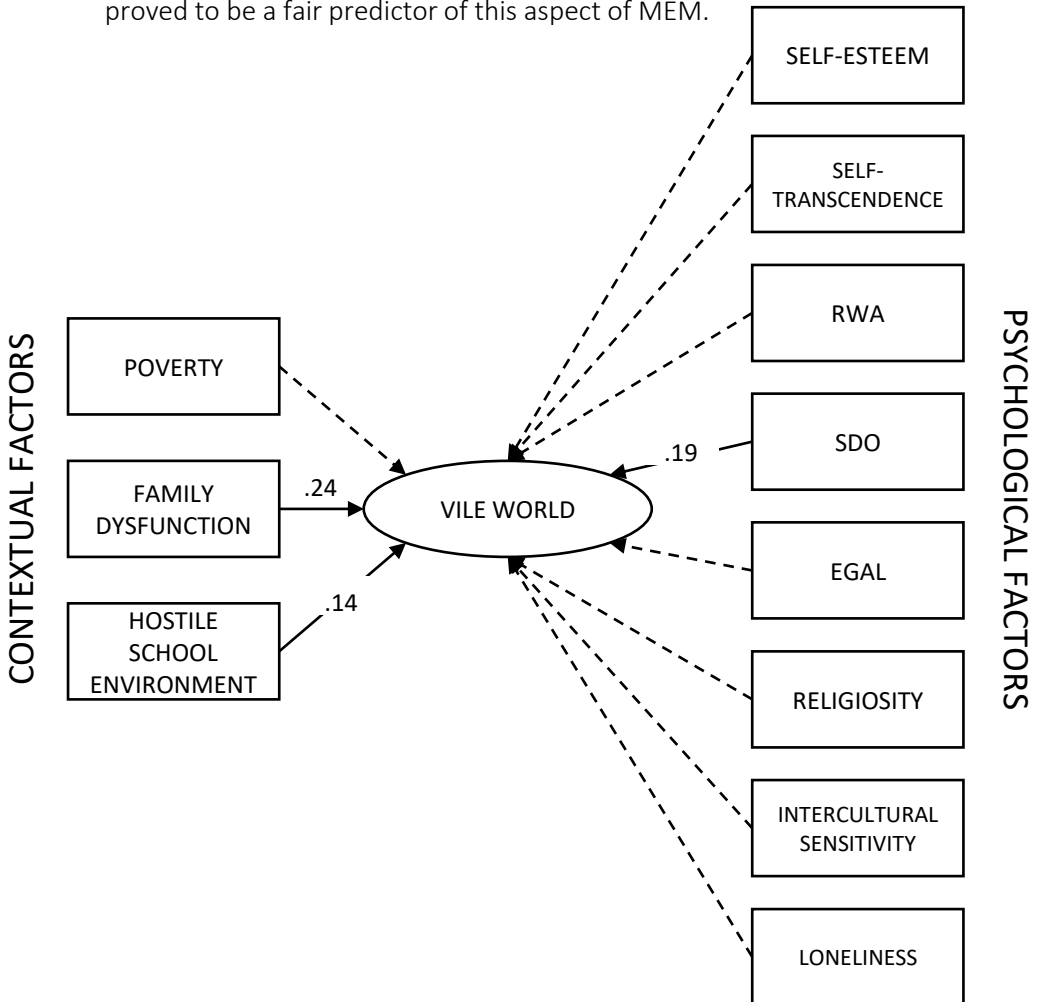 proved to be a fair predictor of this aspect of MEM.
CONTEXTUAL FACTORS
POVERTY
FAMILY
DYSFUNCTION
HOSTILE
SCHOOL
ENVIRONMENT
.24
.14
VILE WORLD
.19
SELF-ESTEEM
SELF-
TRANSCENDENCE
RWA
SDO
EGAL
RELIGIOSITY
INTERCULTURAL
SENSITIVITY
LONELINESS
PSYCHOLOGICAL FACTORS